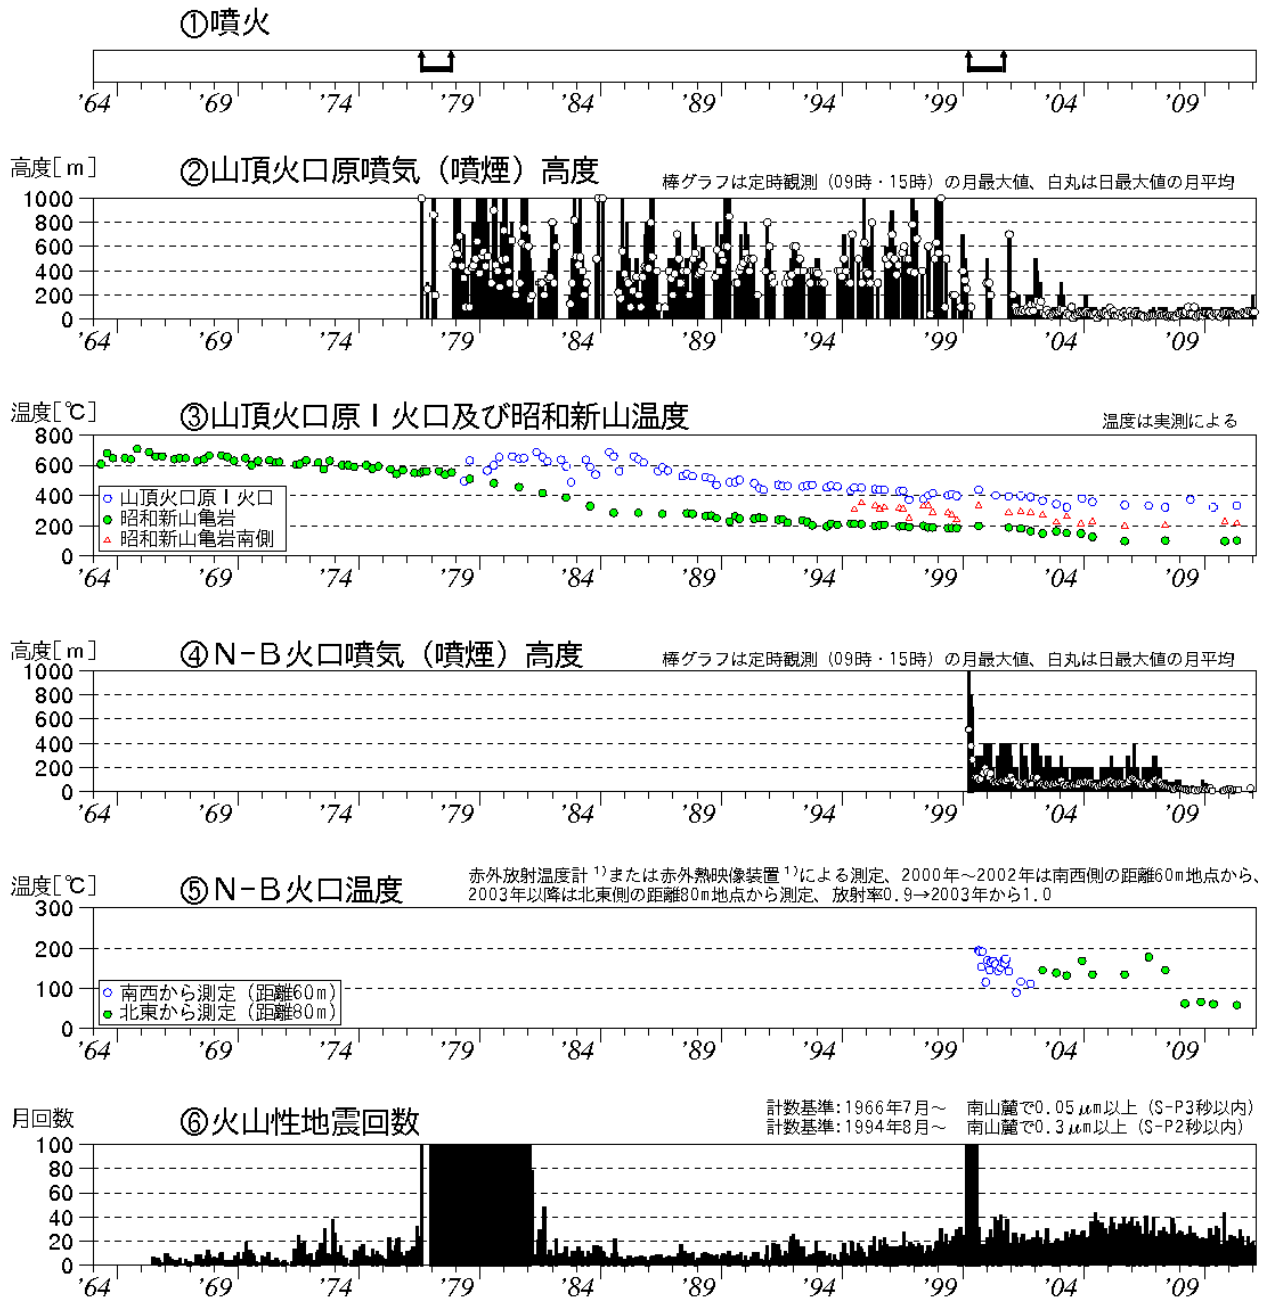 ①噴火
'64 '69 '74 '79 '84 '89 '94 '99 '04 '09
高度[m] ②山頂火口原噴気(噴煙)高度 棒グラフは定時観測(09時・15時)の月最大値、白丸は日最大値の月平均
1000
800
600
400
200
0
'64 '69 '74 '79 '84 '89 '94 '99 '04 '09
温度[℃] ③山頂火口原Ⅰ火口及び昭和新山温度 温度は実測による
800
600
400
200
0
山頂火口原Ⅰ火口
昭和新山亀岩
昭和新山亀岩南側
'64 '69 '74 '79 '84 '89 '94 '99 '04 '09
高度[m] ④N-B火口噴気(噴煙)高度 棒グラフは定時観測(09時・15時)の月最大値、白丸は日最大値の月平均
1000
800
600
400
200
0
'64 '69 '74 '79 '84 '89 '94 '99 '04 '09
温度[℃] ⑤N-B火口温度 赤外放射温度計1)または赤外熱映像装置1)による測定、2000年~2002年は南西側の距離60m地点から、
2003年以降は北東側の距離80m地点から測定、放射率0.9→2003年から1.0
300
200
100
0
南西から測定(距離60m)
北東から測定(距離80m)
'64 '69 '74 '79 '84 '89 '94 '99 '04 '09
月回数 ⑥火山性地震回数 計数基準:1966年7月~ 南山麓で0.05μm以上(S-P3秒以内)
計数基準:1994年8月~ 南山麓で0.3μm以上(S-P2秒以内)
100
80
60
40
20
0
'64 '69 '74 '79 '84 '89 '94 '99 '04 '09